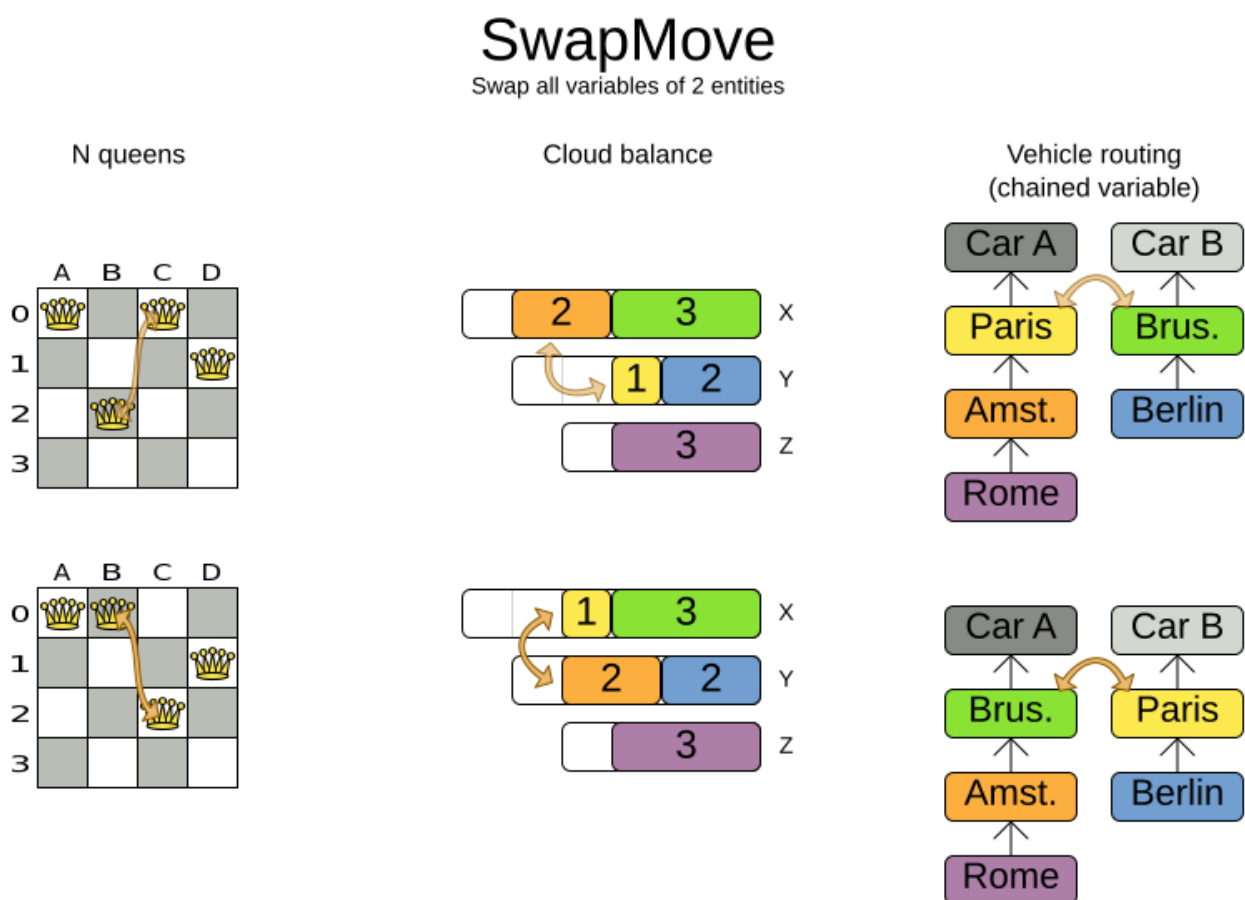 SwapMove
Swap all variables of 2 entities
N queens
Cloud balance
Vehicle routing
(chained variable)
A B C D
0
1
2
3
2 3 X
1 2 Y
3 Z
Car A Car B
Paris Brus.
Amst. Berlin
Rome
A B C D
0
1
2
3
1 3 X
2 2 Y
3 Z
Car A Car B
Brus. Paris
Amst. Berlin
Rome